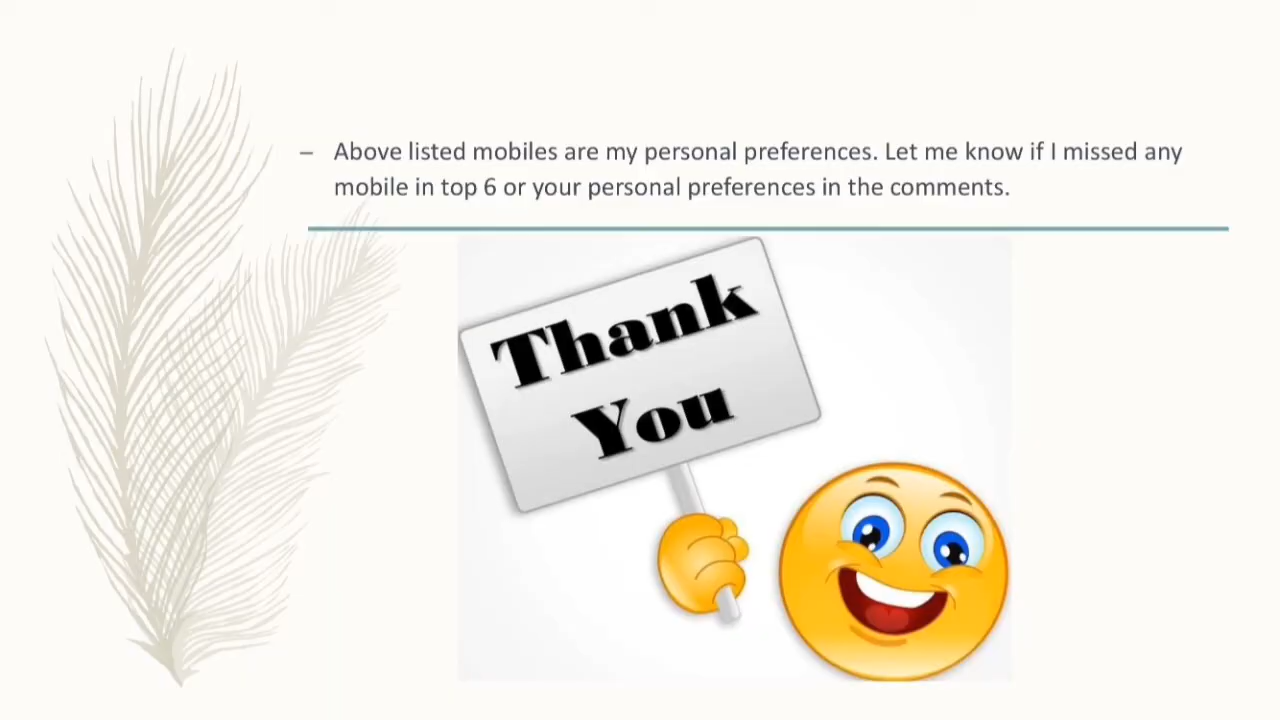 – Above listed mobiles are my personal preferences. Let me know if I missed any
mobile in top 6 or your personal preferences in the comments.
Thank
You